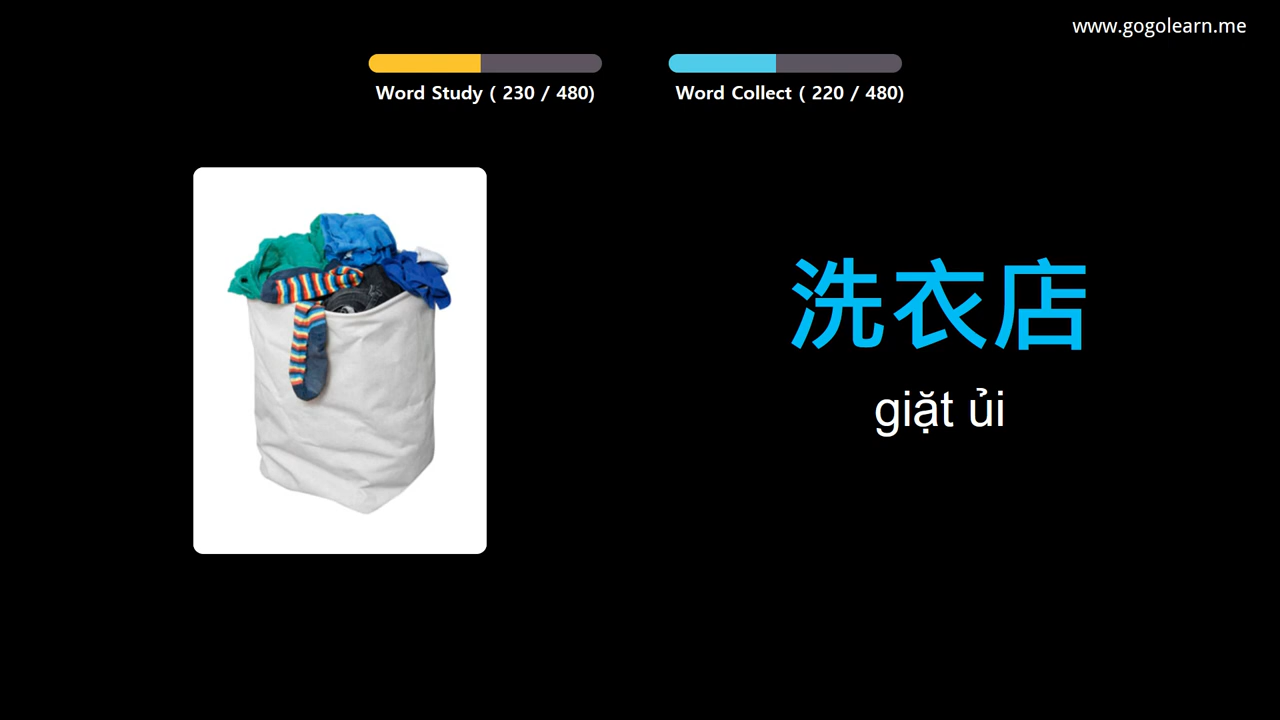 www.gogolearn.me
Word Study ( 230 / 480)
Word Collect ( 220 / 480)
洗衣店
giặt ủi